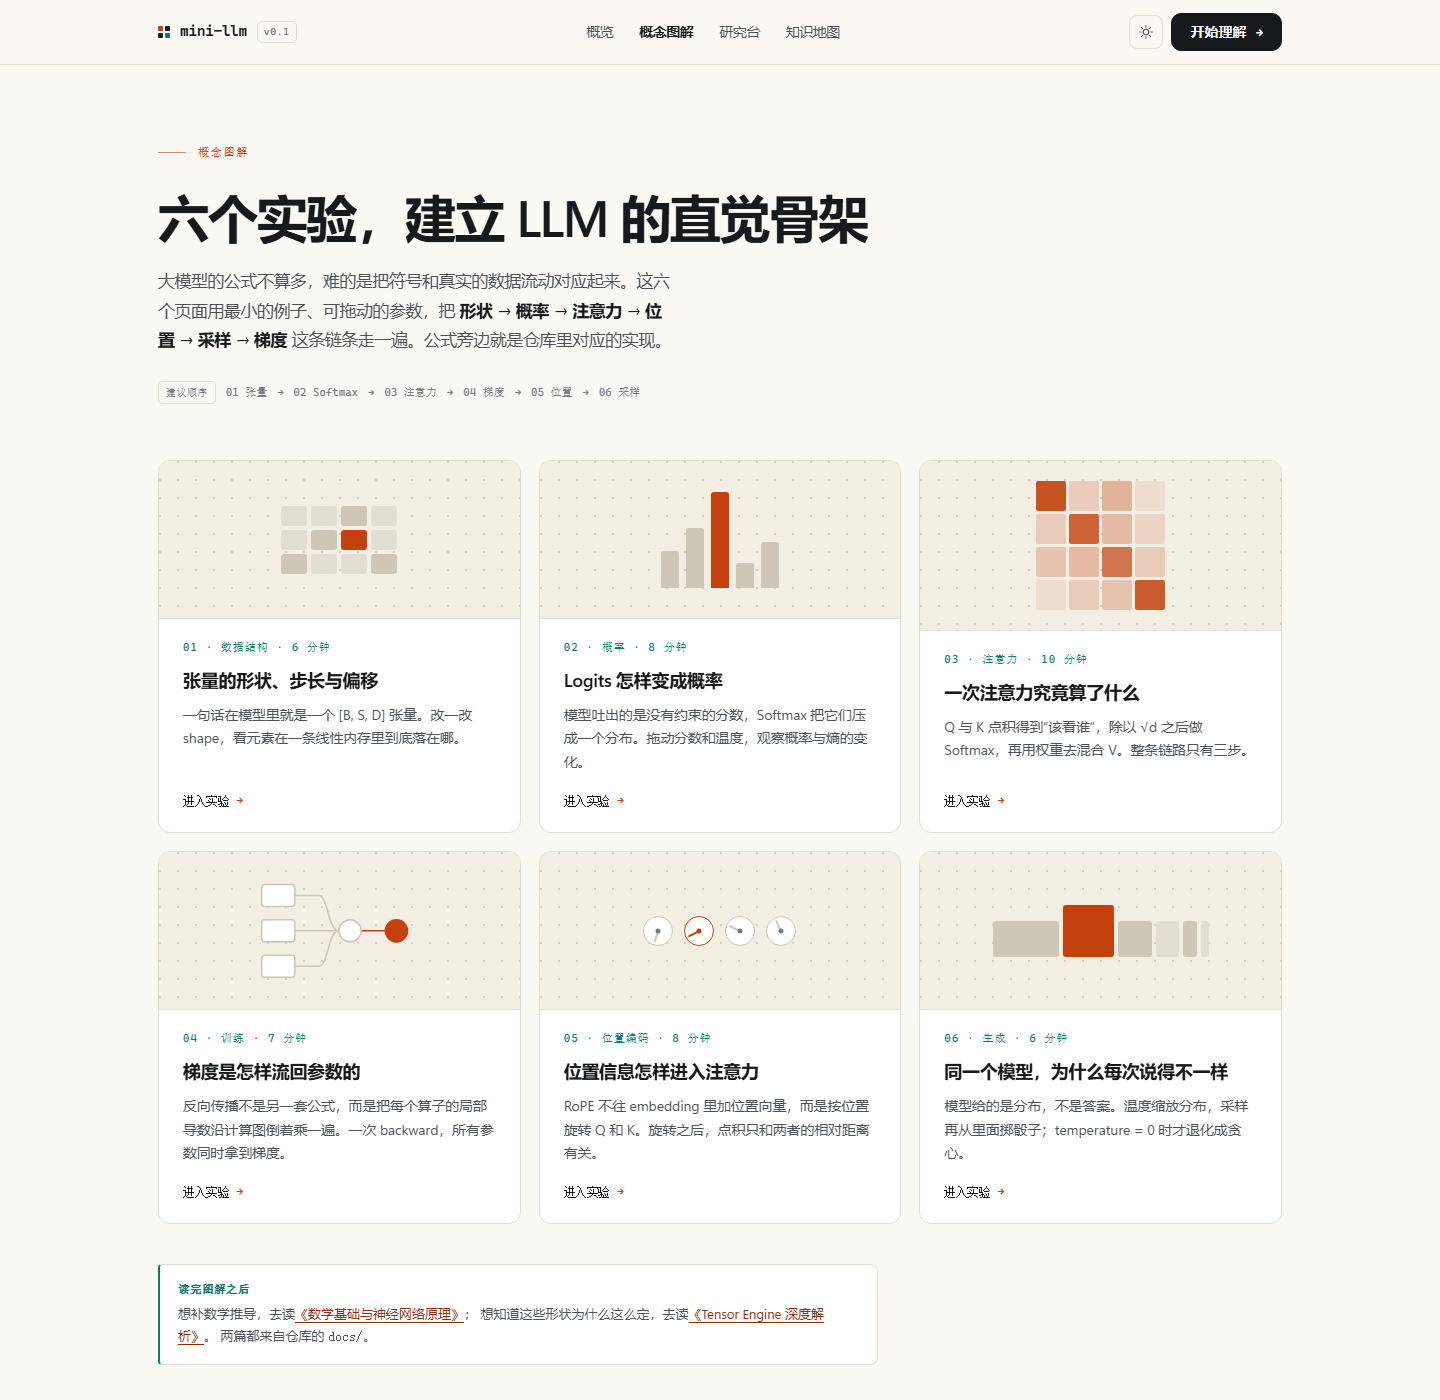 mini-llm v0.1
概览 概念图解 研究台 知识地图
开始理解 →
概念图解
六个实验，建立 LLM 的直觉骨架
大模型的公式不算多，难的是把符号和真实的数据流动对应起来。这六
个页面用最小的例子、可拖动的参数，把 形状 → 概率 → 注意力 → 位
置 → 采样 → 梯度 这条链条走一遍。公式旁边就是仓库里对应的实现。
建议顺序 01 张量 → 02 Softmax → 03 注意力 → 04 梯度 → 05 位置 → 06 采样
01 · 数据结构 · 6 分钟
张量的形状、步长与偏移
一句话在模型里就是一个 [B, S, D] 张量。改一改
shape，看元素在一条线性内存里到底落在哪。
进入实验 →
02 · 概率 · 8 分钟
Logits 怎样变成概率
模型吐出的是没有约束的分数，Softmax 把它们压
成一个分布。拖动分数和温度，观察概率与熵的变
化。
进入实验 →
03 · 注意力 · 10 分钟
一次注意力究竟算了什么
Q 与 K 点积得到“该看谁”，除以 √d 之后做
Softmax，再用权重去混合 V。整条链路只有三步。
进入实验 →
04 · 训练 · 7 分钟
梯度是怎样流回参数的
反向传播不是另一套公式，而是把每个算子的局部
导数沿计算图倒着乘一遍。一次 backward，所有参
数同时拿到梯度。
进入实验 →
05 · 位置编码 · 8 分钟
位置信息怎样进入注意力
RoPE 不往 embedding 里加位置向量，而是按位置
旋转 Q 和 K。旋转之后，点积只和两者的相对距离
有关。
进入实验 →
06 · 生成 · 6 分钟
同一个模型，为什么每次说得不一样
模型给的是分布，不是答案。温度缩放分布，采样
再从里面掷骰子；temperature = 0 时才退化成贪
心。
进入实验 →
读完图解之后
想补数学推导，去读《数学基础与神经网络原理》； 想知道这些形状为什么这么定，去读《Tensor Engine 深度解
析》。 两篇都来自仓库的 docs/。